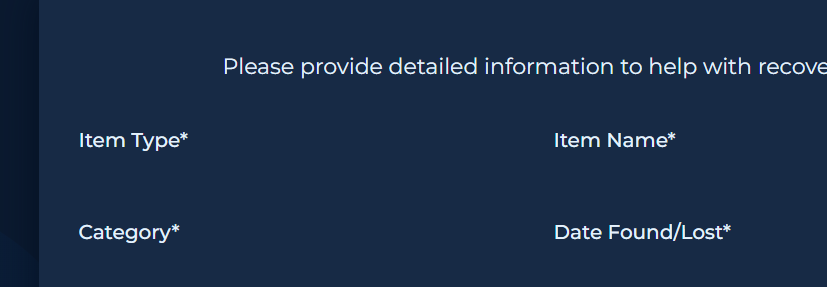 Please provide detailed information to help with recove
Item Type*
Item Name*
Category*
Date Found/Lost*